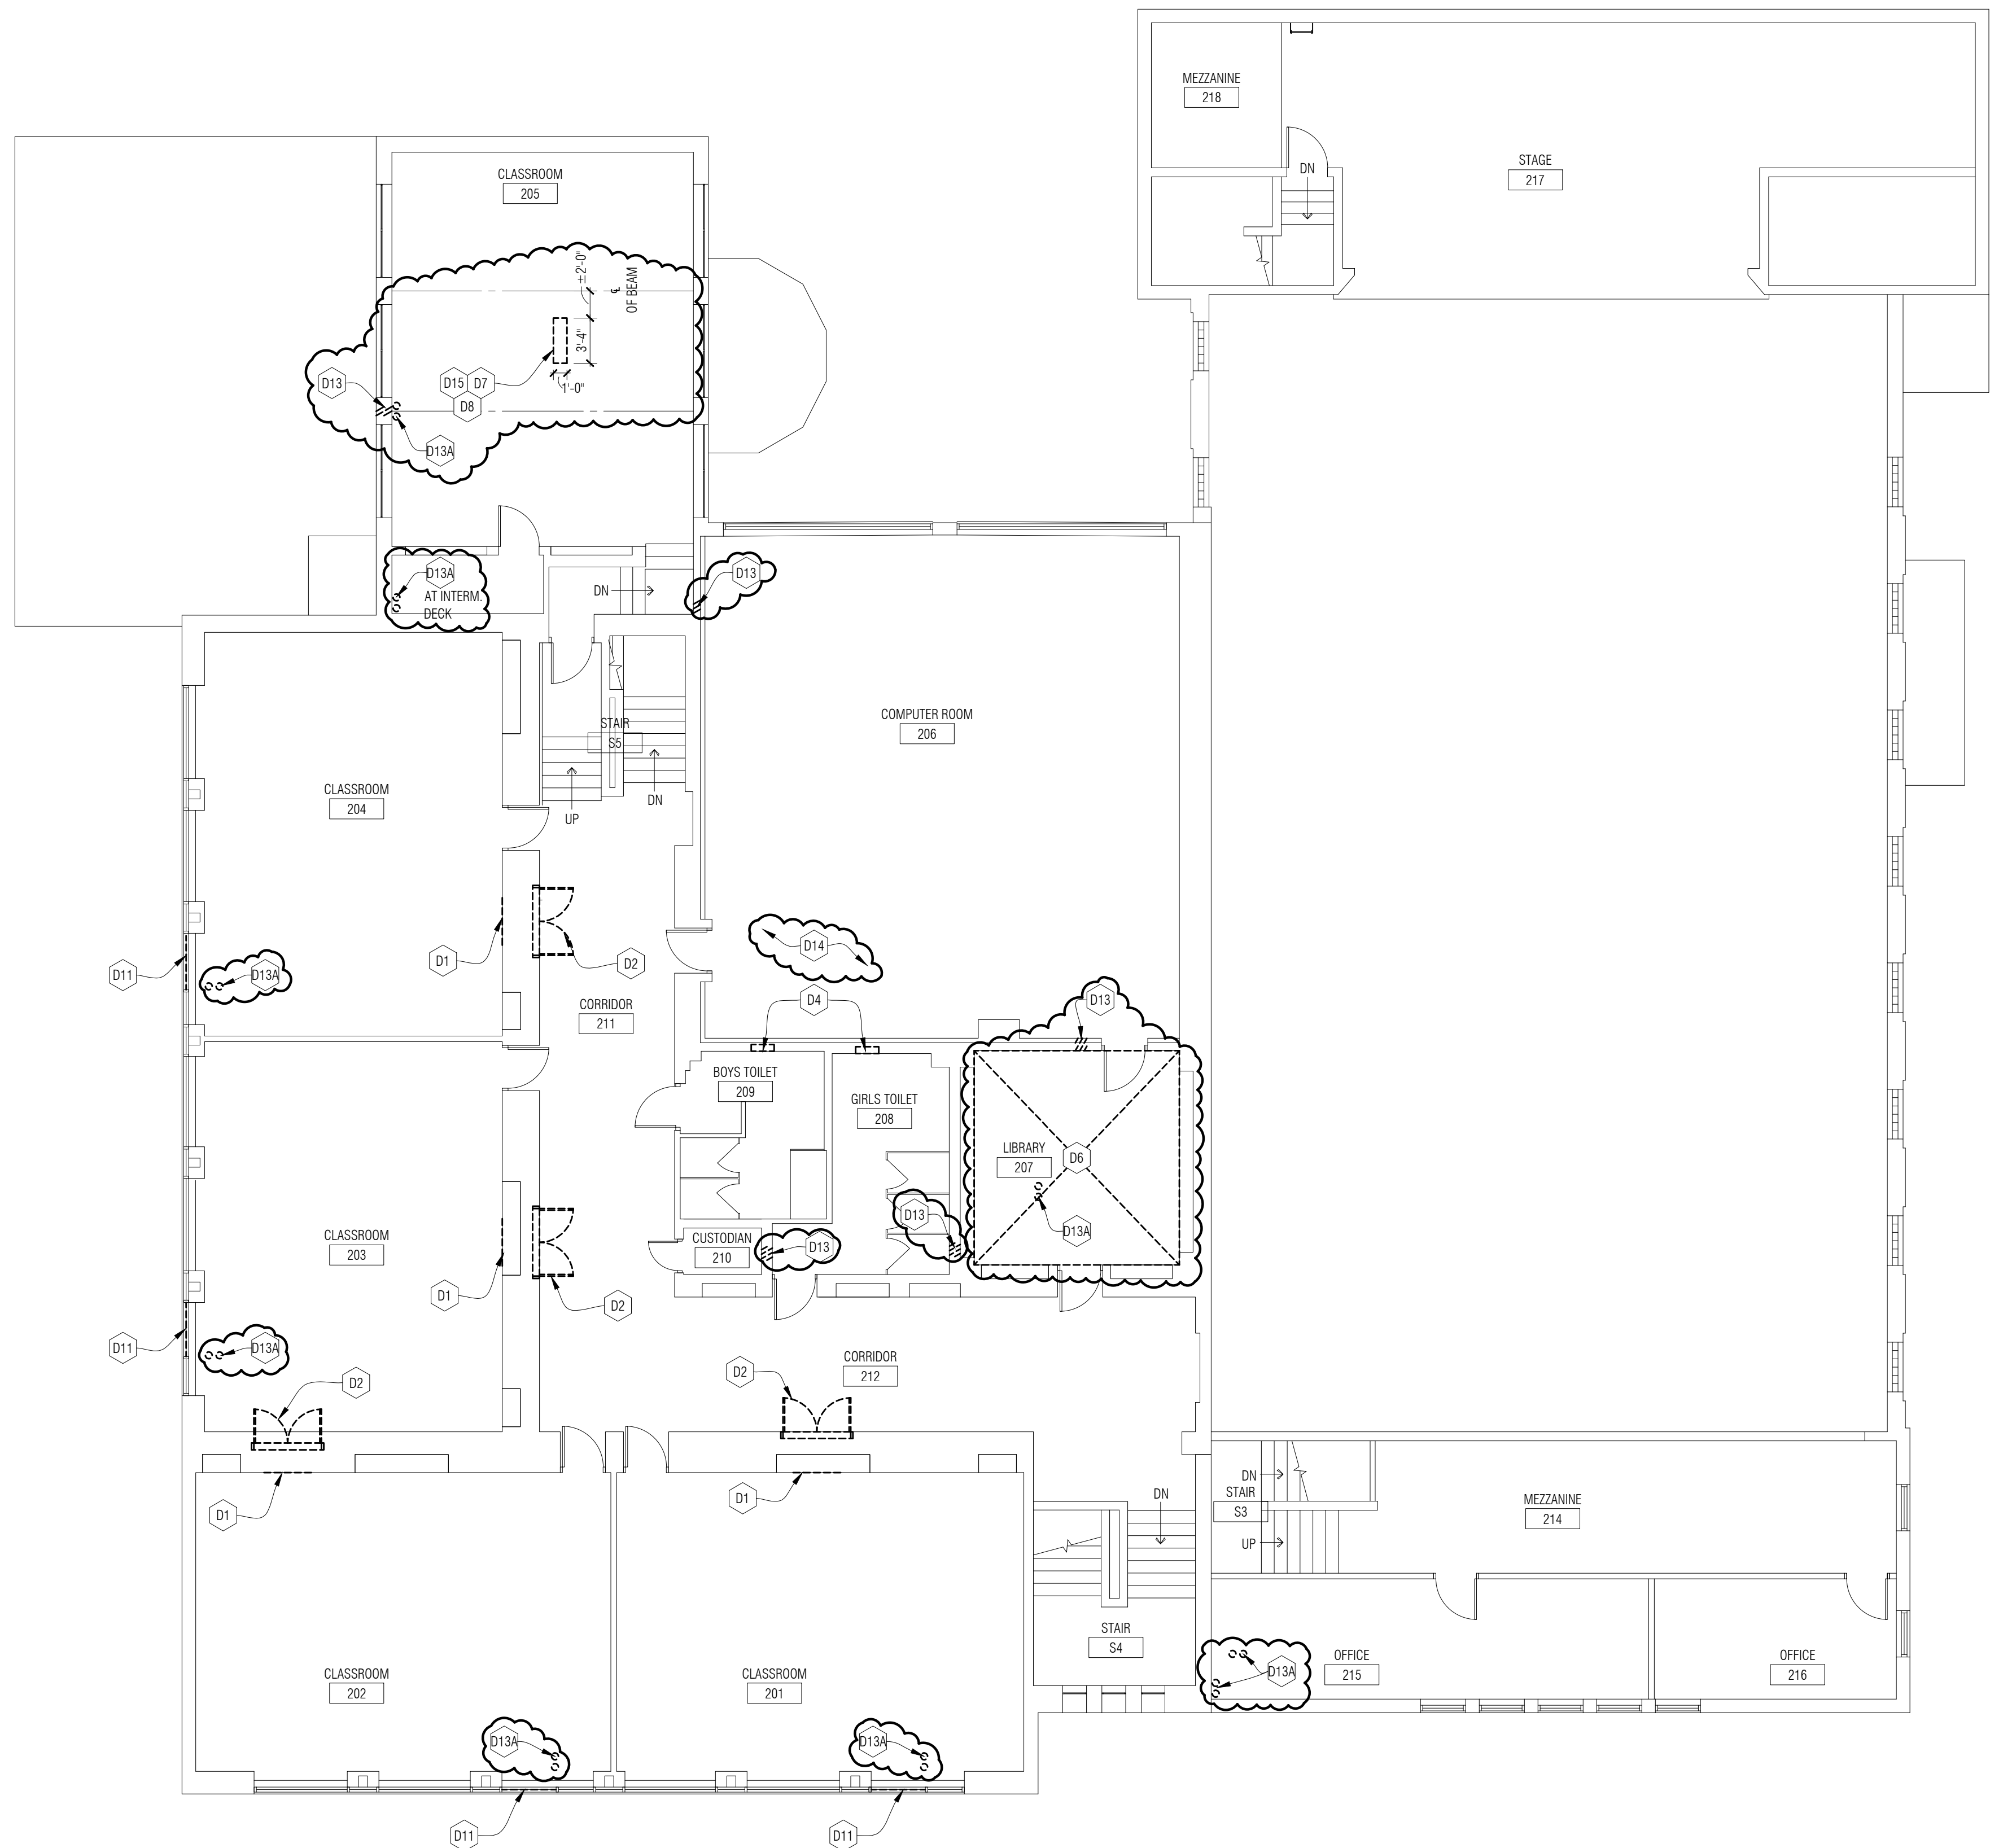 MEZZANINE
218
STAGE
217
DN
CLASSROOM
205
±2'-0"
℄
OF BEAM
3'-4"
1'-0"
D13
D15
D7
D8
D13A
D13A
AT INTERM.
DECK
DN
D13
STAIR
S5
DN
UP
COMPUTER ROOM
206
CLASSROOM
204
D11
D13A
D1
D2
D14
D4
CORRIDOR
211
D13
BOYS TOILET
209
GIRLS TOILET
208
LIBRARY
207
D6
D13A
D13
CUSTODIAN
210
D13
CLASSROOM
203
D1
D2
D11
D13A
D2
D2
CORRIDOR
212
D1
D1
DN
DN
STAIR
S3
UP
MEZZANINE
214
STAIR
S4
D13A
OFFICE
215
OFFICE
216
CLASSROOM
202
CLASSROOM
201
D13A
D13A
D11
D11